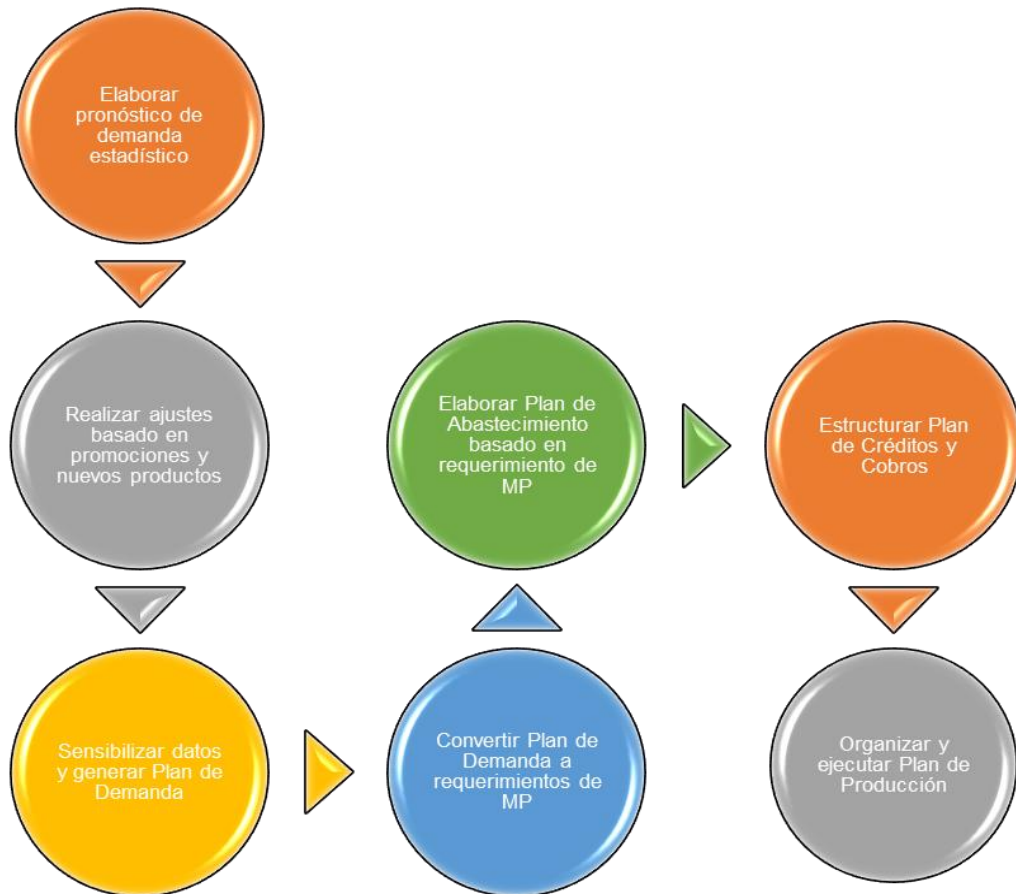 Elaborar
pronóstico de
demanda
estadístico
Realizar ajustes
basado en
promociones y
nuevos productos
Sensibilizar datos
y generar Plan de
Demanda
Convertir Plan de
Demanda a
requerimientos de
MP
Elaborar Plan de
Abastecimiento
basado en
requerimiento de
MP
Estructurar Plan
de Créditos y
Cobros
Organizar y
ejecutar Plan de
Producción